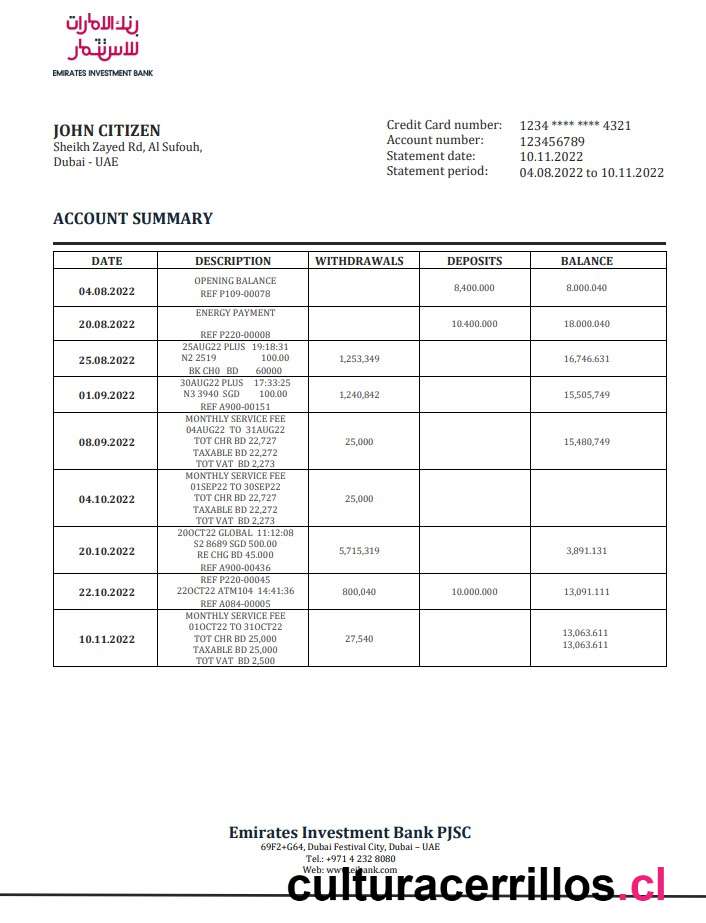 بنك الامارات
للاستثمار
EMIRATES INVESTMENT BANK
JOHN CITIZEN
Sheikh Zayed Rd, Al Sufouh,
Dubai - UAE
Credit Card number: 1234 **** **** 4321
Account number: 123456789
Statement date: 10.11.2022
Statement period: 04.08.2022 to 10.11.2022
ACCOUNT SUMMARY
DATE DESCRIPTION WITHDRAWALS DEPOSITS BALANCE
OPENING BALANCE
04.08.2022 REF P109-00078 8,400.000 8.000.040
ENERGY PAYMENT
20.08.2022 10.400.000 18.000.040
REF P220-00008
25AUG22 PLUS 19:18:31
25.08.2022 N2 2519 100.00 1,253,349 16,746.631
BK CH0 BD 60000
30AUG22 PLUS 17:33:25
01.09.2022 N3 3940 SGD 100.00 1,240,842 15,505,749
REF A900-00151
MONTHLY SERVICE FEE
04AUG22 TO 31AUG22
08.09.2022 TOT CHR BD 22,727 25,000 15,480,749
TAXABLE BD 22,272
TOT VAT BD 2,273
MONTHLY SERVICE FEE
01SEP22 TO 30SEP22
04.10.2022 TOT CHR BD 22,727 25,000
TAXABLE BD 22,272
TOT VAT BD 2,273
20OCT22 GLOBAL 11:12:08
S2 8689 SGD 500.00
20.10.2022 RE CHG BD 45.000 5,715,319 3,891.131
REF A900-00436
REF P220-00045
22.10.2022 22OCT22 ATM104 14:41:36 800,040 10.000.000 13,091.111
REF A084-00005
MONTHLY SERVICE FEE
01OCT22 TO 31OCT22 13,063.611
10.11.2022 TOT CHR BD 25,000 27,540 13,063.611
TAXABLE BD 25,000
TOT VAT BD 2,500
Emirates Investment Bank PJSC
69F2+G64, Dubai Festival City, Dubai – UAE
Tel.: +971 4 232 8080
Web: www.eibank.com
culturacerrillos.cl